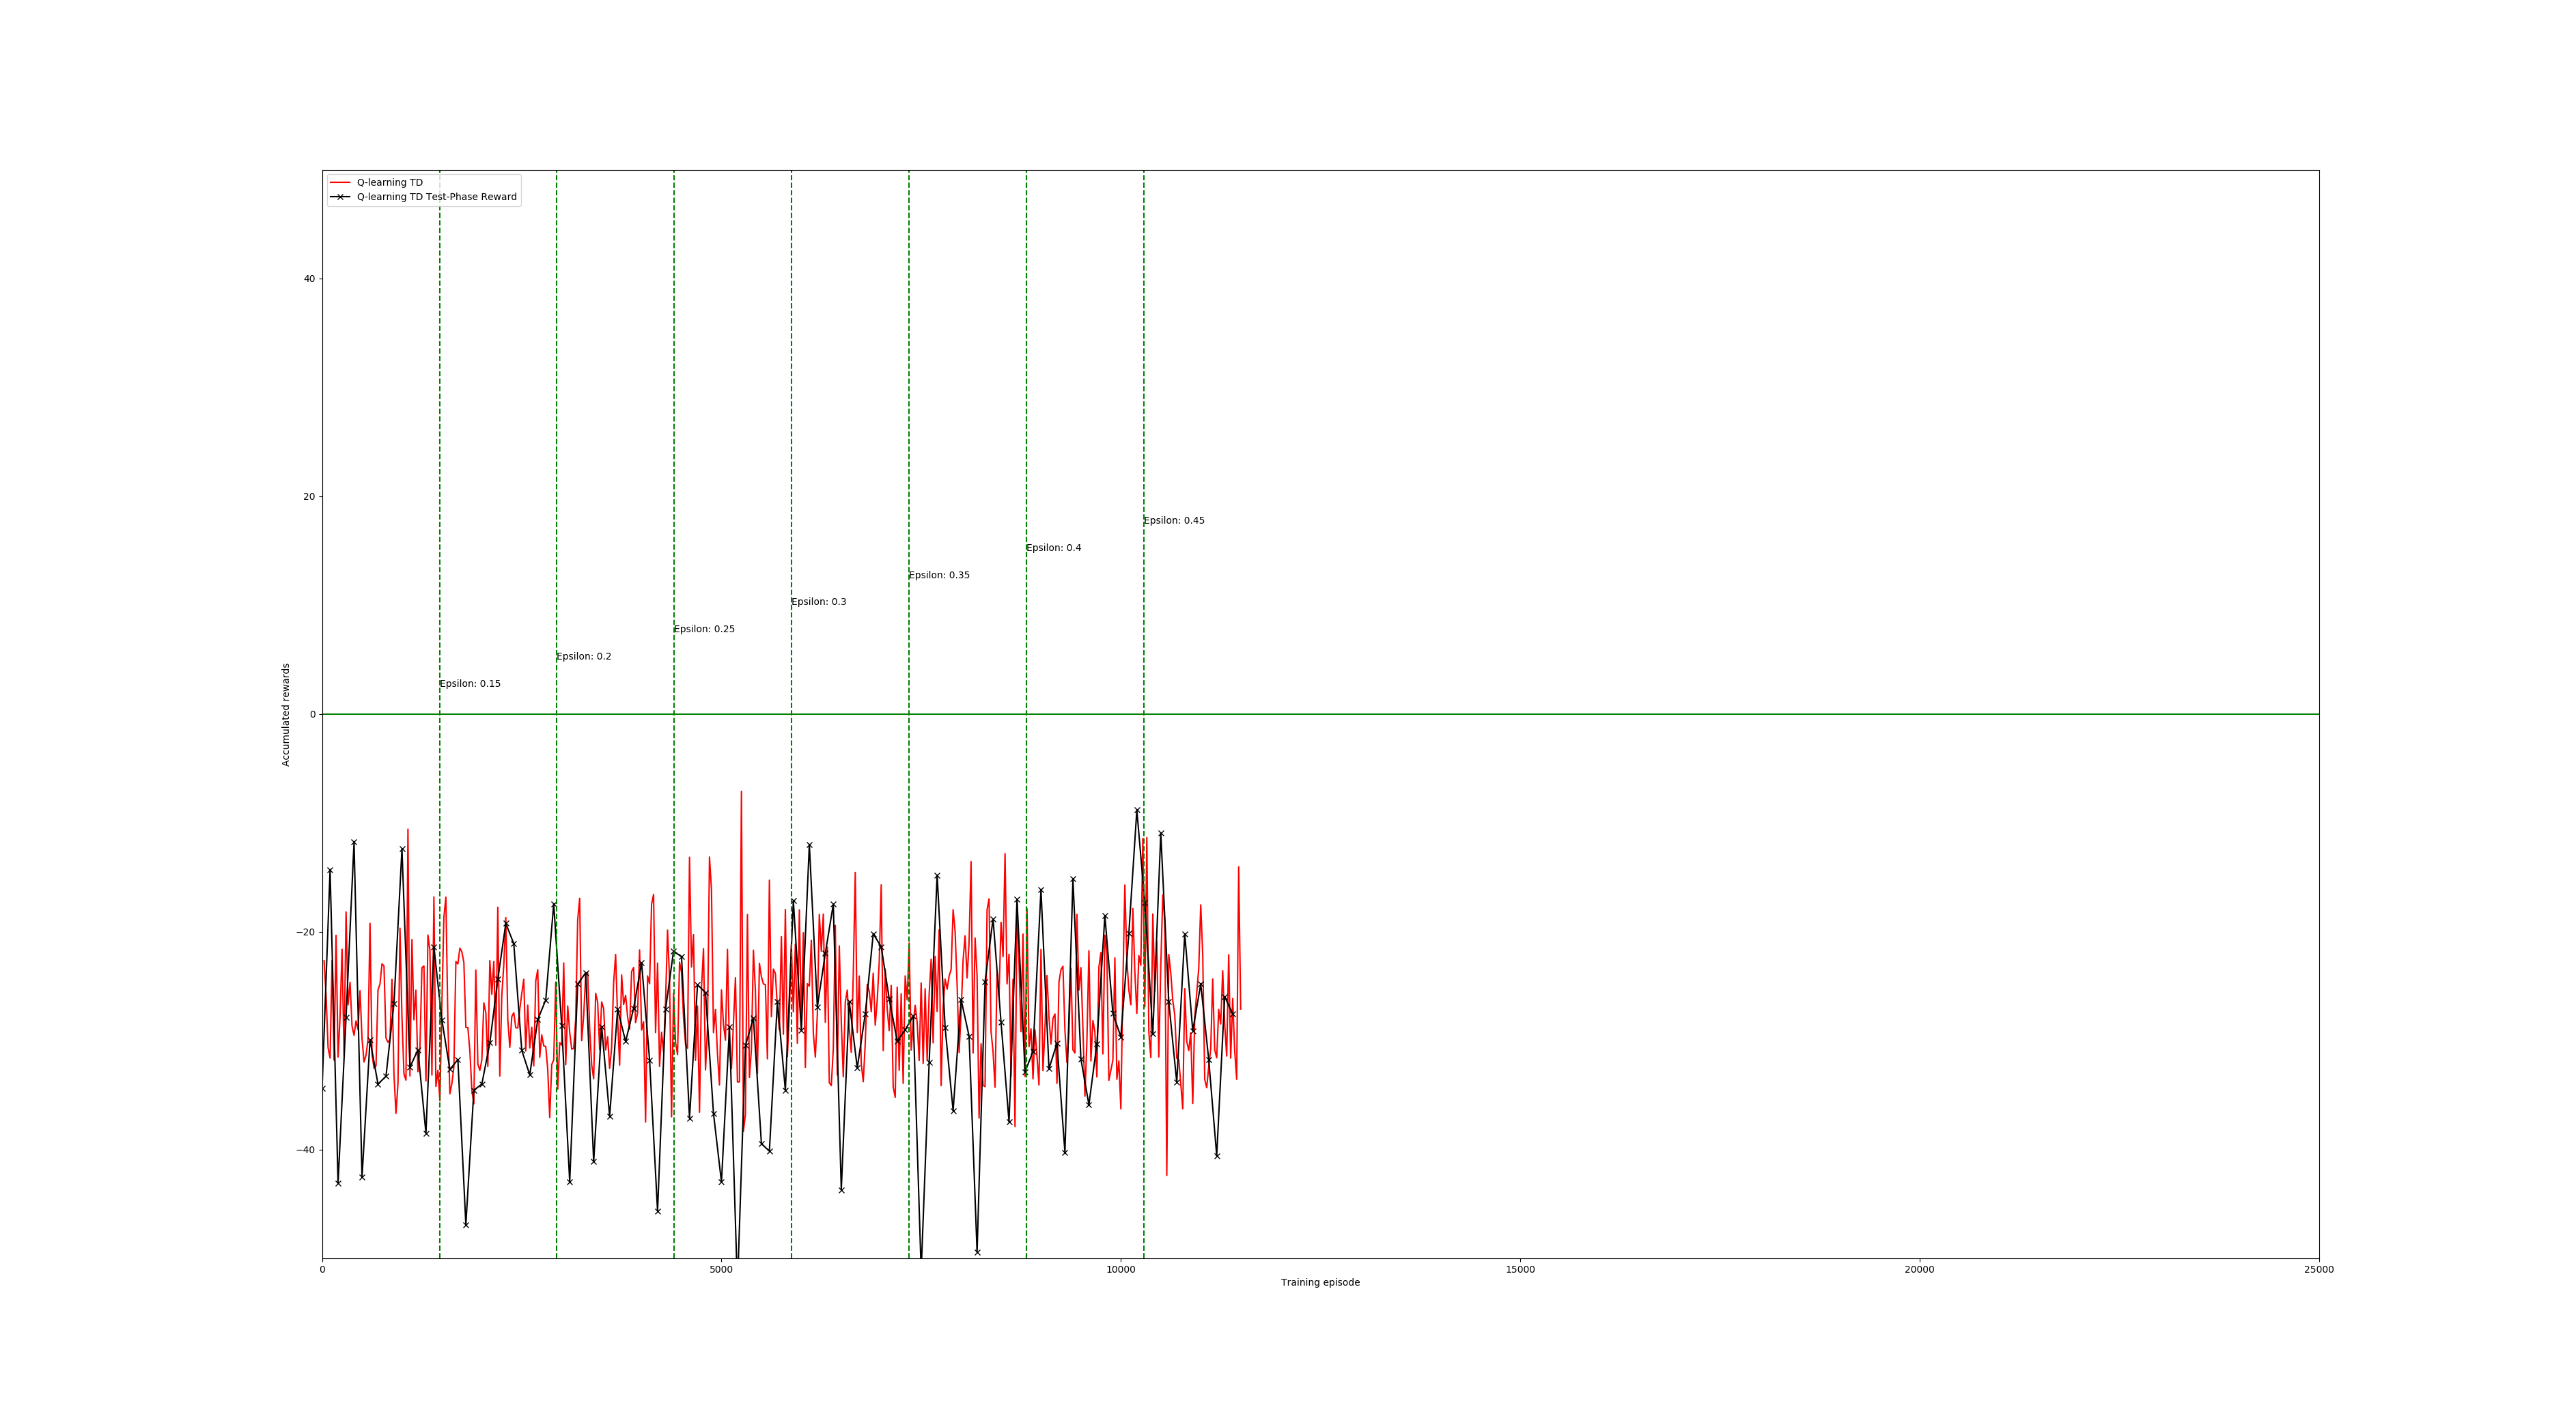 Q-learning TD
Q-learning TD Test-Phase Reward
40
20
Epsilon: 0.45
Epsilon: 0.4
Epsilon: 0.35
Epsilon: 0.3
Epsilon: 0.25
Epsilon: 0.2
Epsilon: 0.15
0
Accumulated rewards
−20
−40
0 5000 10000 15000 20000 25000
Training episode